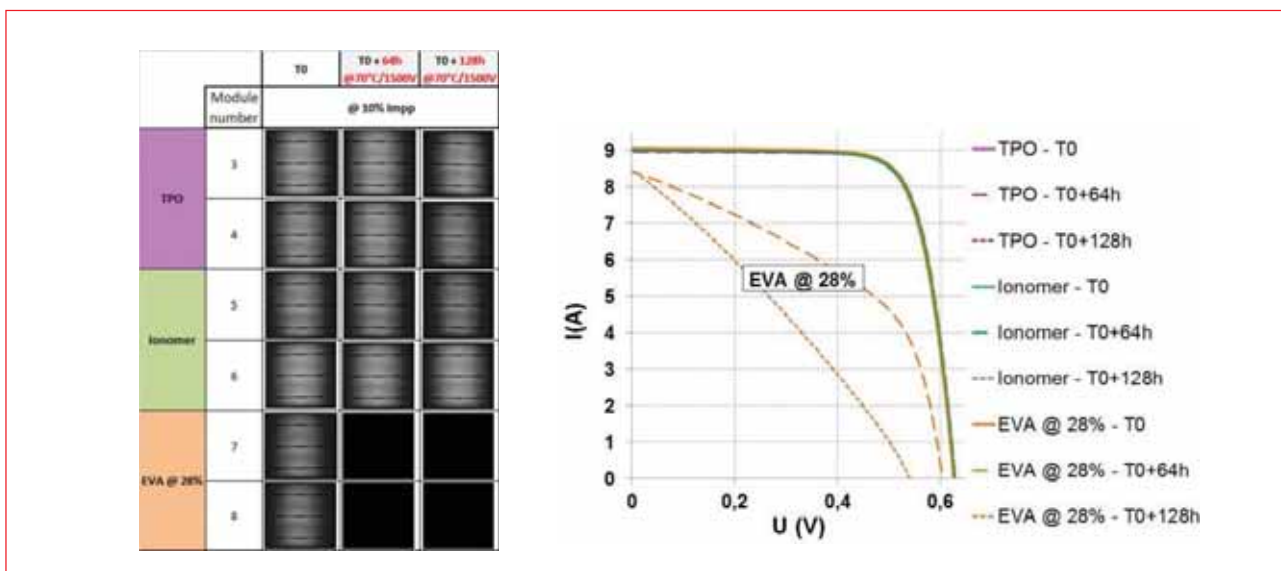 T0
T0 + 64h
@70°C/1500V
T0 + 128h
@70°C/1500V
Module
number
@ 10% Impp
TPO
3
4
Ionomer
5
6
EVA @ 28%
7
8
I(A)
9
8
7
6
5
4
3
2
1
0
EVA @ 28%
0
0,2
0,4
0,6
U (V)
TPO - T0
TPO - T0+64h
TPO - T0+128h
Ionomer - T0
Ionomer - T0+64h
Ionomer - T0+128h
EVA @ 28% - T0
EVA @ 28% - T0+64h
EVA @ 28% - T0+128h